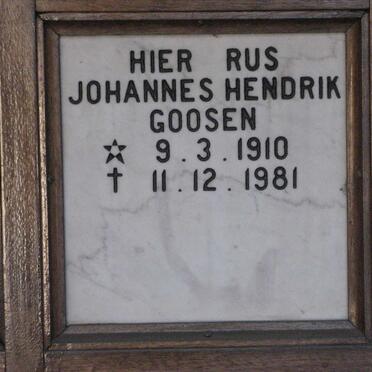 HIER RUS
JOHANNES HENDRIK
GOOSEN
☆ 9.3.1910
† 11.12.1981